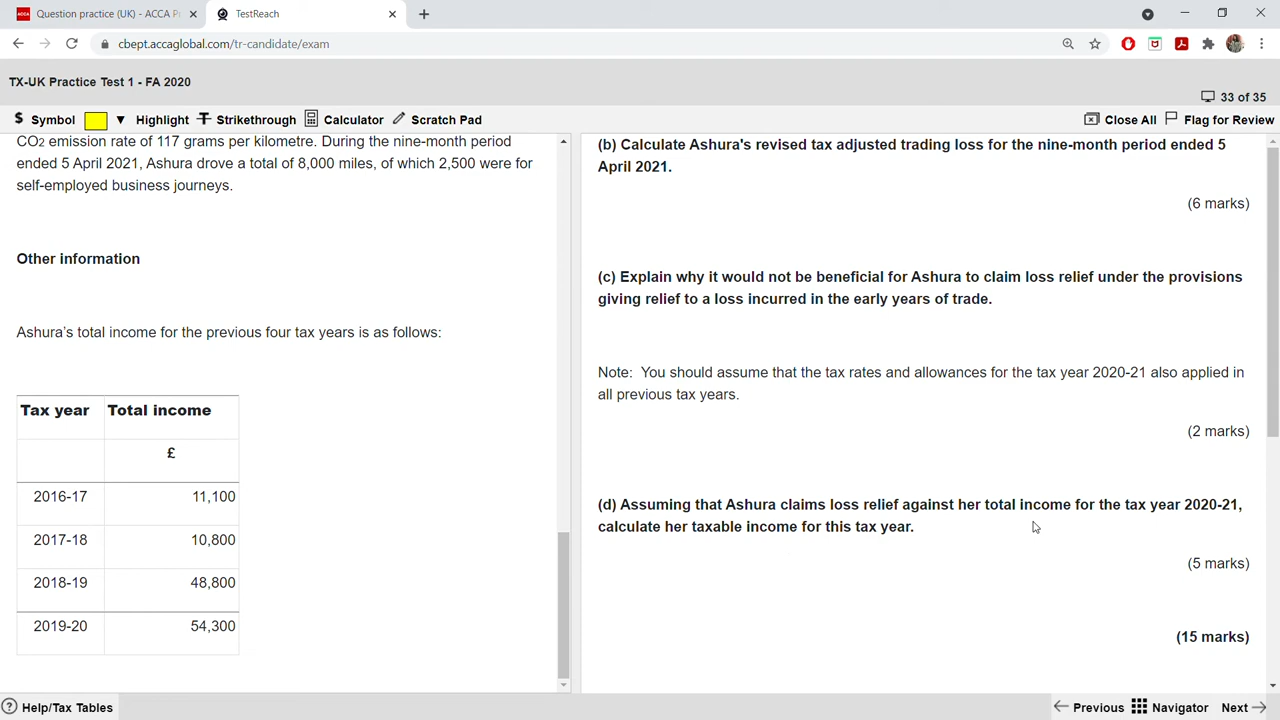 Question practice (UK) - ACCA P
TestReach
cbept.accaglobal.com/tr-candidate/exam
TX-UK Practice Test 1 - FA 2020
33 of 35
$ Symbol Highlight Strikethrough Calculator Scratch Pad Close All Flag for Review
CO2 emission rate of 117 grams per kilometre. During the nine-month period
ended 5 April 2021, Ashura drove a total of 8,000 miles, of which 2,500 were for
self-employed business journeys.
Other information
Ashura's total income for the previous four tax years is as follows:
Tax year Total income
£
2016-17 11,100
2017-18 10,800
2018-19 48,800
2019-20 54,300
(b) Calculate Ashura's revised tax adjusted trading loss for the nine-month period ended 5
April 2021.
(6 marks)
(c) Explain why it would not be beneficial for Ashura to claim loss relief under the provisions
giving relief to a loss incurred in the early years of trade.
Note: You should assume that the tax rates and allowances for the tax year 2020-21 also applied in
all previous tax years.
(2 marks)
(d) Assuming that Ashura claims loss relief against her total income for the tax year 2020-21,
calculate her taxable income for this tax year.
(5 marks)
(15 marks)
Help/Tax Tables Previous Navigator Next